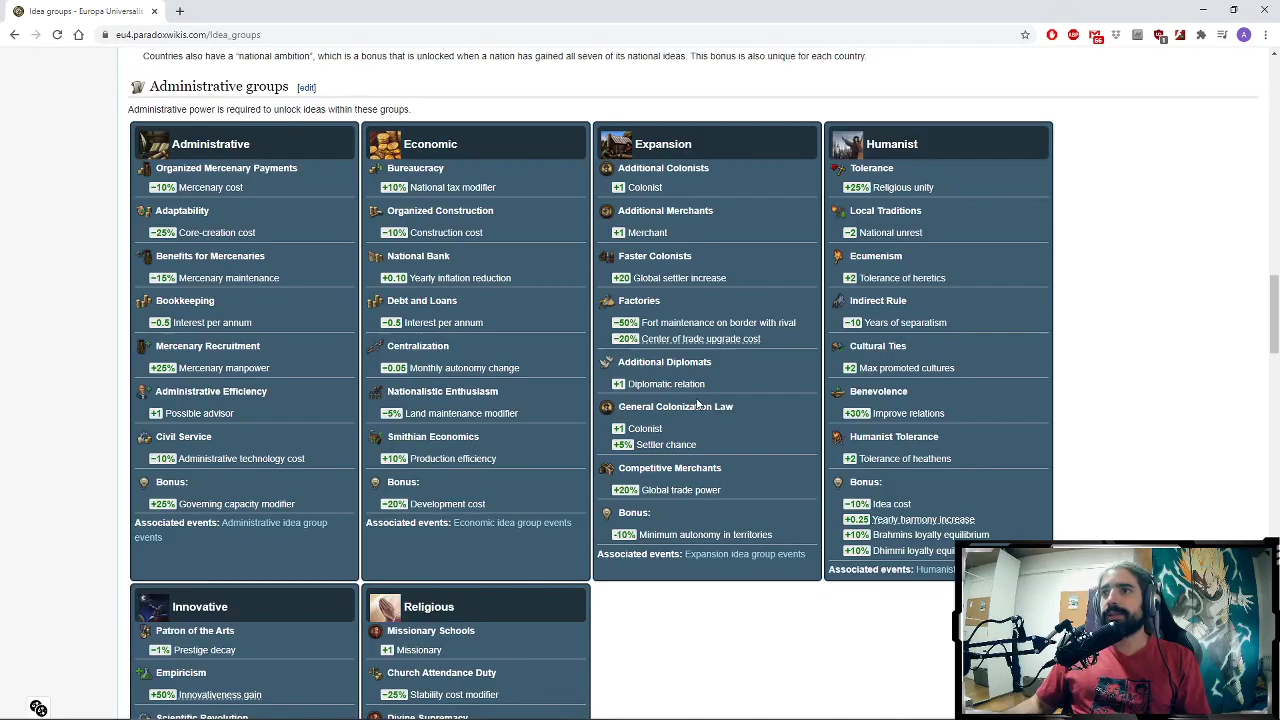 Idea groups - Europa Universalis
eu4.paradoxwikis.com/Idea_groups
66
1
A
Countries also have a "national ambition", which is a bonus that is unlocked when a nation has gained all seven of its national ideas. This bonus is also unique for each country.
Administrative groups [edit]
Administrative power is required to unlock ideas within these groups.
Administrative
Organized Mercenary Payments
−10% Mercenary cost
Adaptability
−25% Core-creation cost
Benefits for Mercenaries
−15% Mercenary maintenance
Bookkeeping
−0.5 Interest per annum
Mercenary Recruitment
+25% Mercenary manpower
Administrative Efficiency
+1 Possible advisor
Civil Service
−10% Administrative technology cost
Bonus:
+25% Governing capacity modifier
Associated events: Administrative idea group
events
Economic
Bureaucracy
+10% National tax modifier
Organized Construction
−10% Construction cost
National Bank
+0.10 Yearly inflation reduction
Debt and Loans
−0.5 Interest per annum
Centralization
−0.05 Monthly autonomy change
Nationalistic Enthusiasm
−5% Land maintenance modifier
Smithian Economics
+10% Production efficiency
Bonus:
−20% Development cost
Associated events: Economic idea group events
Expansion
Additional Colonists
+1 Colonist
Additional Merchants
+1 Merchant
Faster Colonists
+20 Global settler increase
Factories
−50% Fort maintenance on border with rival
−20% Center of trade upgrade cost
Additional Diplomats
+1 Diplomatic relation
General Colonization Law
+1 Colonist
+5% Settler chance
Competitive Merchants
+20% Global trade power
Bonus:
-10% Minimum autonomy in territories
Associated events: Expansion idea group events
Humanist
Tolerance
+25% Religious unity
Local Traditions
−2 National unrest
Ecumenism
+2 Tolerance of heretics
Indirect Rule
−10 Years of separatism
Cultural Ties
+2 Max promoted cultures
Benevolence
+30% Improve relations
Humanist Tolerance
+2 Tolerance of heathens
Bonus:
−10% Idea cost
+0.25 Yearly harmony increase
+10% Brahmins loyalty equilibrium
+10% Dhimmi loyalty equi
Associated events: Humanist
Innovative
Patron of the Arts
−1% Prestige decay
Empiricism
+50% Innovativeness gain
Scientific Revolution
Religious
Missionary Schools
+1 Missionary
Church Attendance Duty
−25% Stability cost modifier
Divine Supremacy